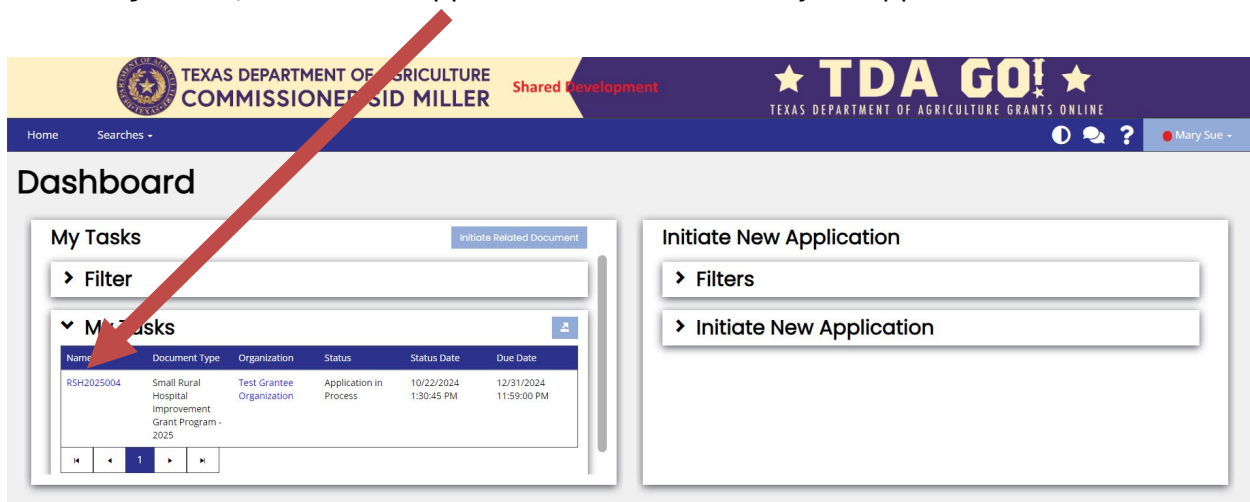 TEXAS DEPARTMENT OF AGRICULTURE
COMMISSIONER SID MILLER
Shared Development
TDA GO!
TEXAS DEPARTMENT OF AGRICULTURE GRANTS ONLINE
Home Searches
? Mary Sue
Dashboard
My Tasks
Initiate Related Document
Filter
My Tasks
Name Document Type Organization Status Status Date Due Date
RSH2025004 Small Rural Test Grantee Application in 10/22/2024 12/31/2024
Hospital Organization Process 1:30:45 PM 11:59:00 PM
Improvement
Grant Program -
2025
1
Initiate New Application
Filters
Initiate New Application